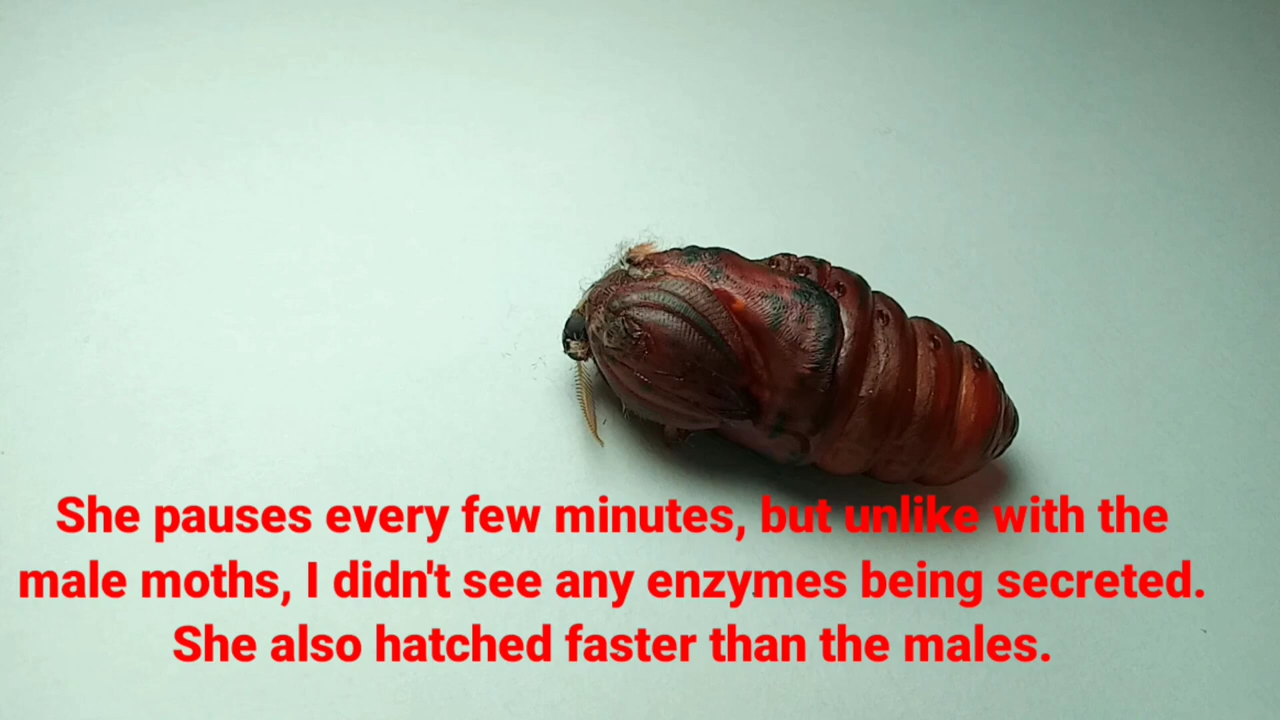 She pauses every few minutes, but unlike with the
male moths, I didn't see any enzymes being secreted.
She also hatched faster than the males.